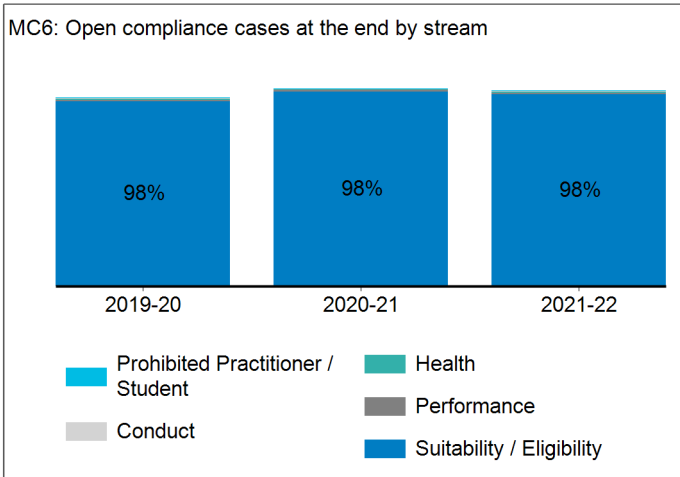 MC6: Open compliance cases at the end by stream
98%
98%
98%
2019-20
2020-21
2021-22
Prohibited Practitioner /
Student
Conduct
Health
Performance
Suitability / Eligibility